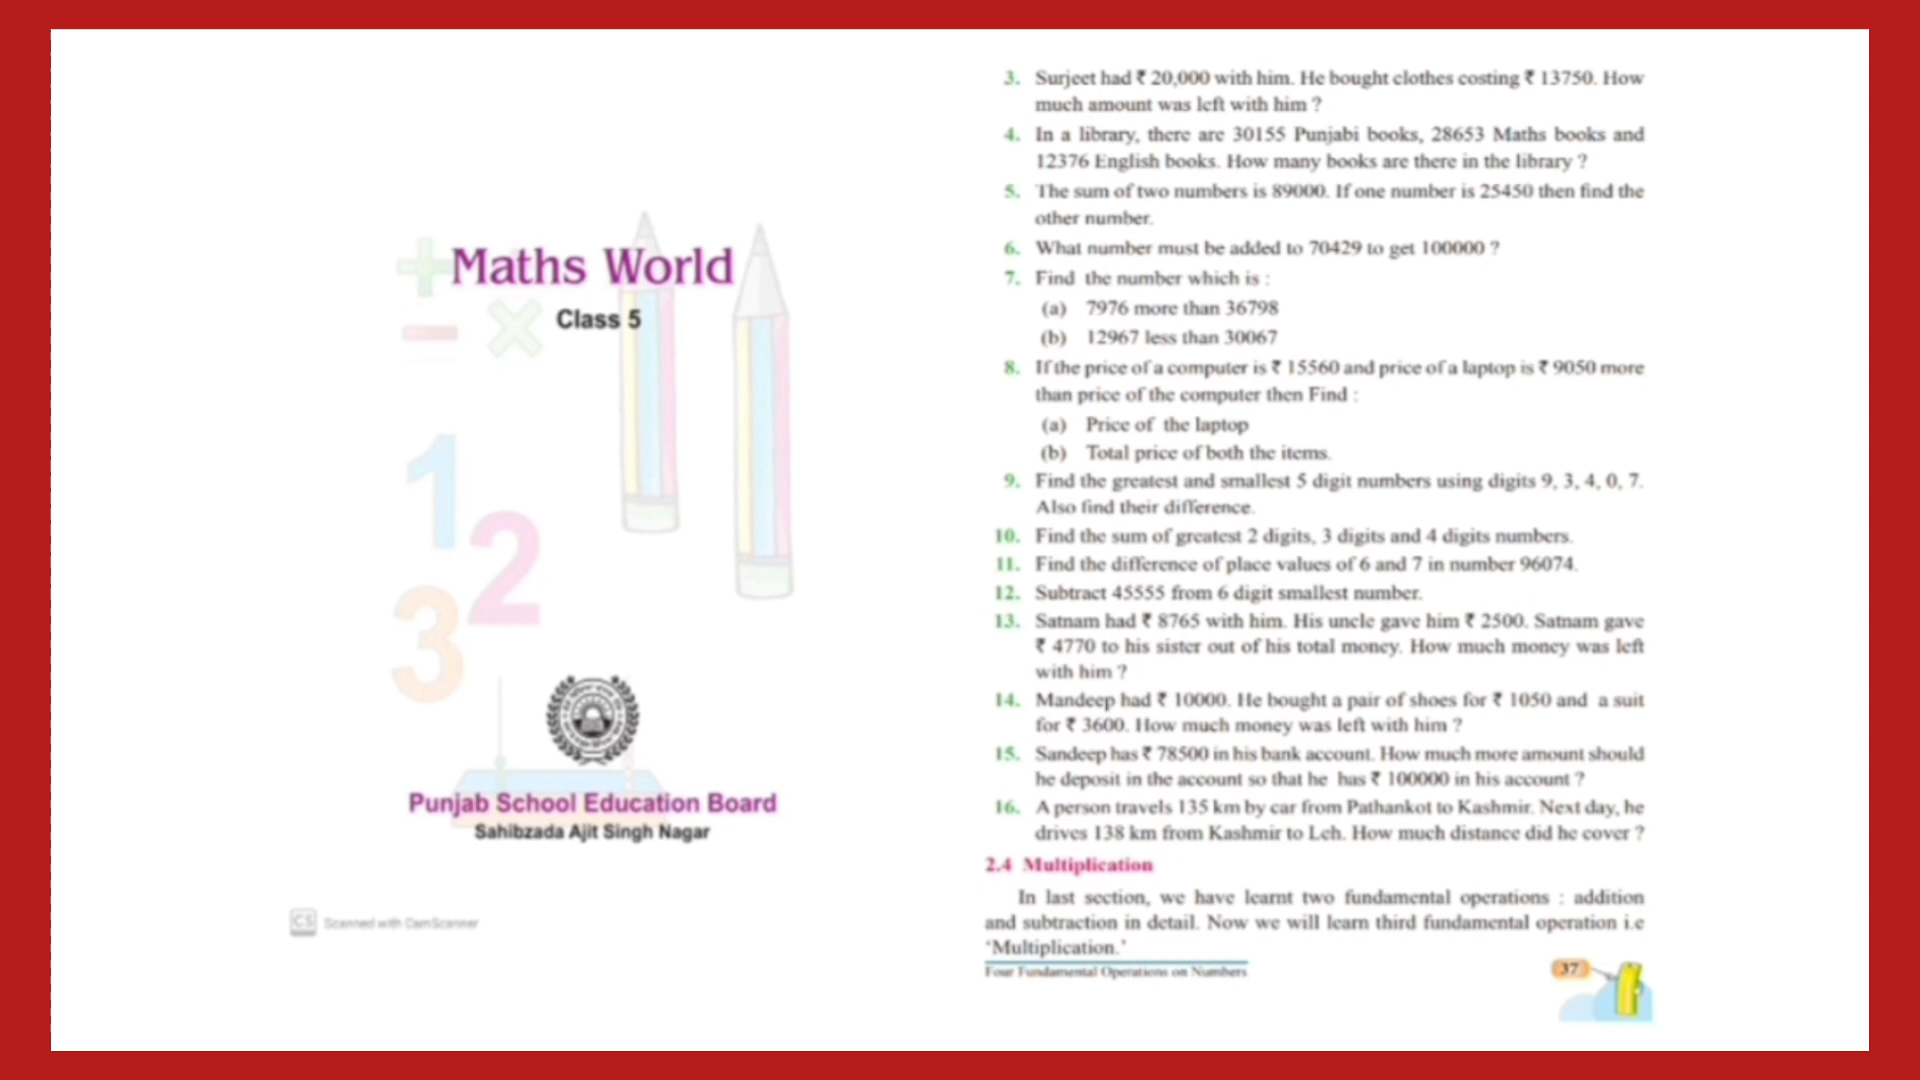 Maths World
Class 5
1
2
3
Punjab School Education Board
Sahibzada Ajit Singh Nagar
CS Scanned with CamScanner
3. Surjeet had ₹ 20,000 with him. He bought clothes costing ₹ 13750. How
much amount was left with him ?
4. In a library, there are 30155 Punjabi books, 28653 Maths books and
12376 English books. How many books are there in the library ?
5. The sum of two numbers is 89000. If one number is 25450 then find the
other number.
6. What number must be added to 70429 to get 100000 ?
7. Find the number which is :
(a) 7976 more than 36798
(b) 12967 less than 30067
8. If the price of a computer is ₹ 15560 and price of a laptop is ₹ 9050 more
than price of the computer then Find :
(a) Price of the laptop
(b) Total price of both the items.
9. Find the greatest and smallest 5 digit numbers using digits 9, 3, 4, 0, 7.
Also find their difference.
10. Find the sum of greatest 2 digits, 3 digits and 4 digits numbers.
11. Find the difference of place values of 6 and 7 in number 96074.
12. Subtract 45555 from 6 digit smallest number.
13. Satnam had ₹ 8765 with him. His uncle gave him ₹ 2500. Satnam gave
₹ 4770 to his sister out of his total money. How much money was left
with him ?
14. Mandeep had ₹ 10000. He bought a pair of shoes for ₹ 1050 and a suit
for ₹ 3600. How much money was left with him ?
15. Sandeep has ₹ 78500 in his bank account. How much more amount should
he deposit in the account so that he has ₹ 100000 in his account ?
16. A person travels 135 km by car from Pathankot to Kashmir. Next day, he
drives 138 km from Kashmir to Leh. How much distance did he cover ?
2.4 Multiplication
In last section, we have learnt two fundamental operations : addition
and subtraction in detail. Now we will learn third fundamental operation i.e
'Multiplication.'
Four Fundamental Operations on Numbers
37